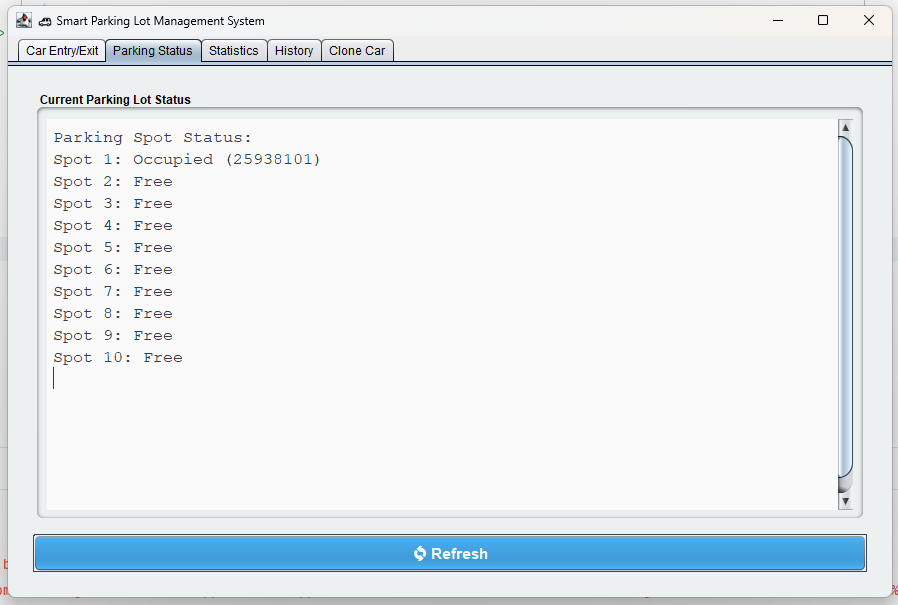 Smart Parking Lot Management System
Car Entry/Exit Parking Status Statistics History Clone Car
Current Parking Lot Status
Parking Spot Status:
Spot 1: Occupied (25938101)
Spot 2: Free
Spot 3: Free
Spot 4: Free
Spot 5: Free
Spot 6: Free
Spot 7: Free
Spot 8: Free
Spot 9: Free
Spot 10: Free
Refresh